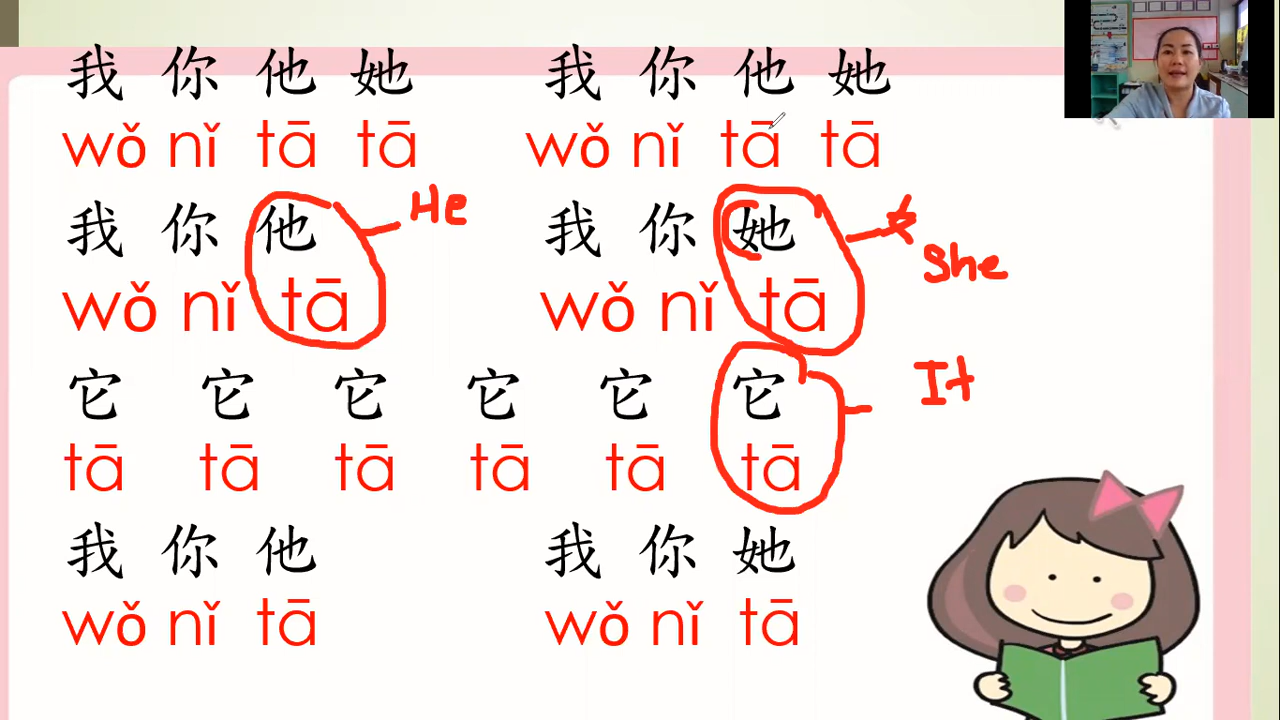 我 你 他 她 我 你 他 她
wǒ nǐ tā tā wǒ nǐ tā tā
我 你 他 He 我 你 她 女
She
wǒ nǐ tā wǒ nǐ tā
它 它 它 它 它 它 It
tā tā tā tā tā tā
我 你 他 我 你 她
wǒ nǐ tā wǒ nǐ tā